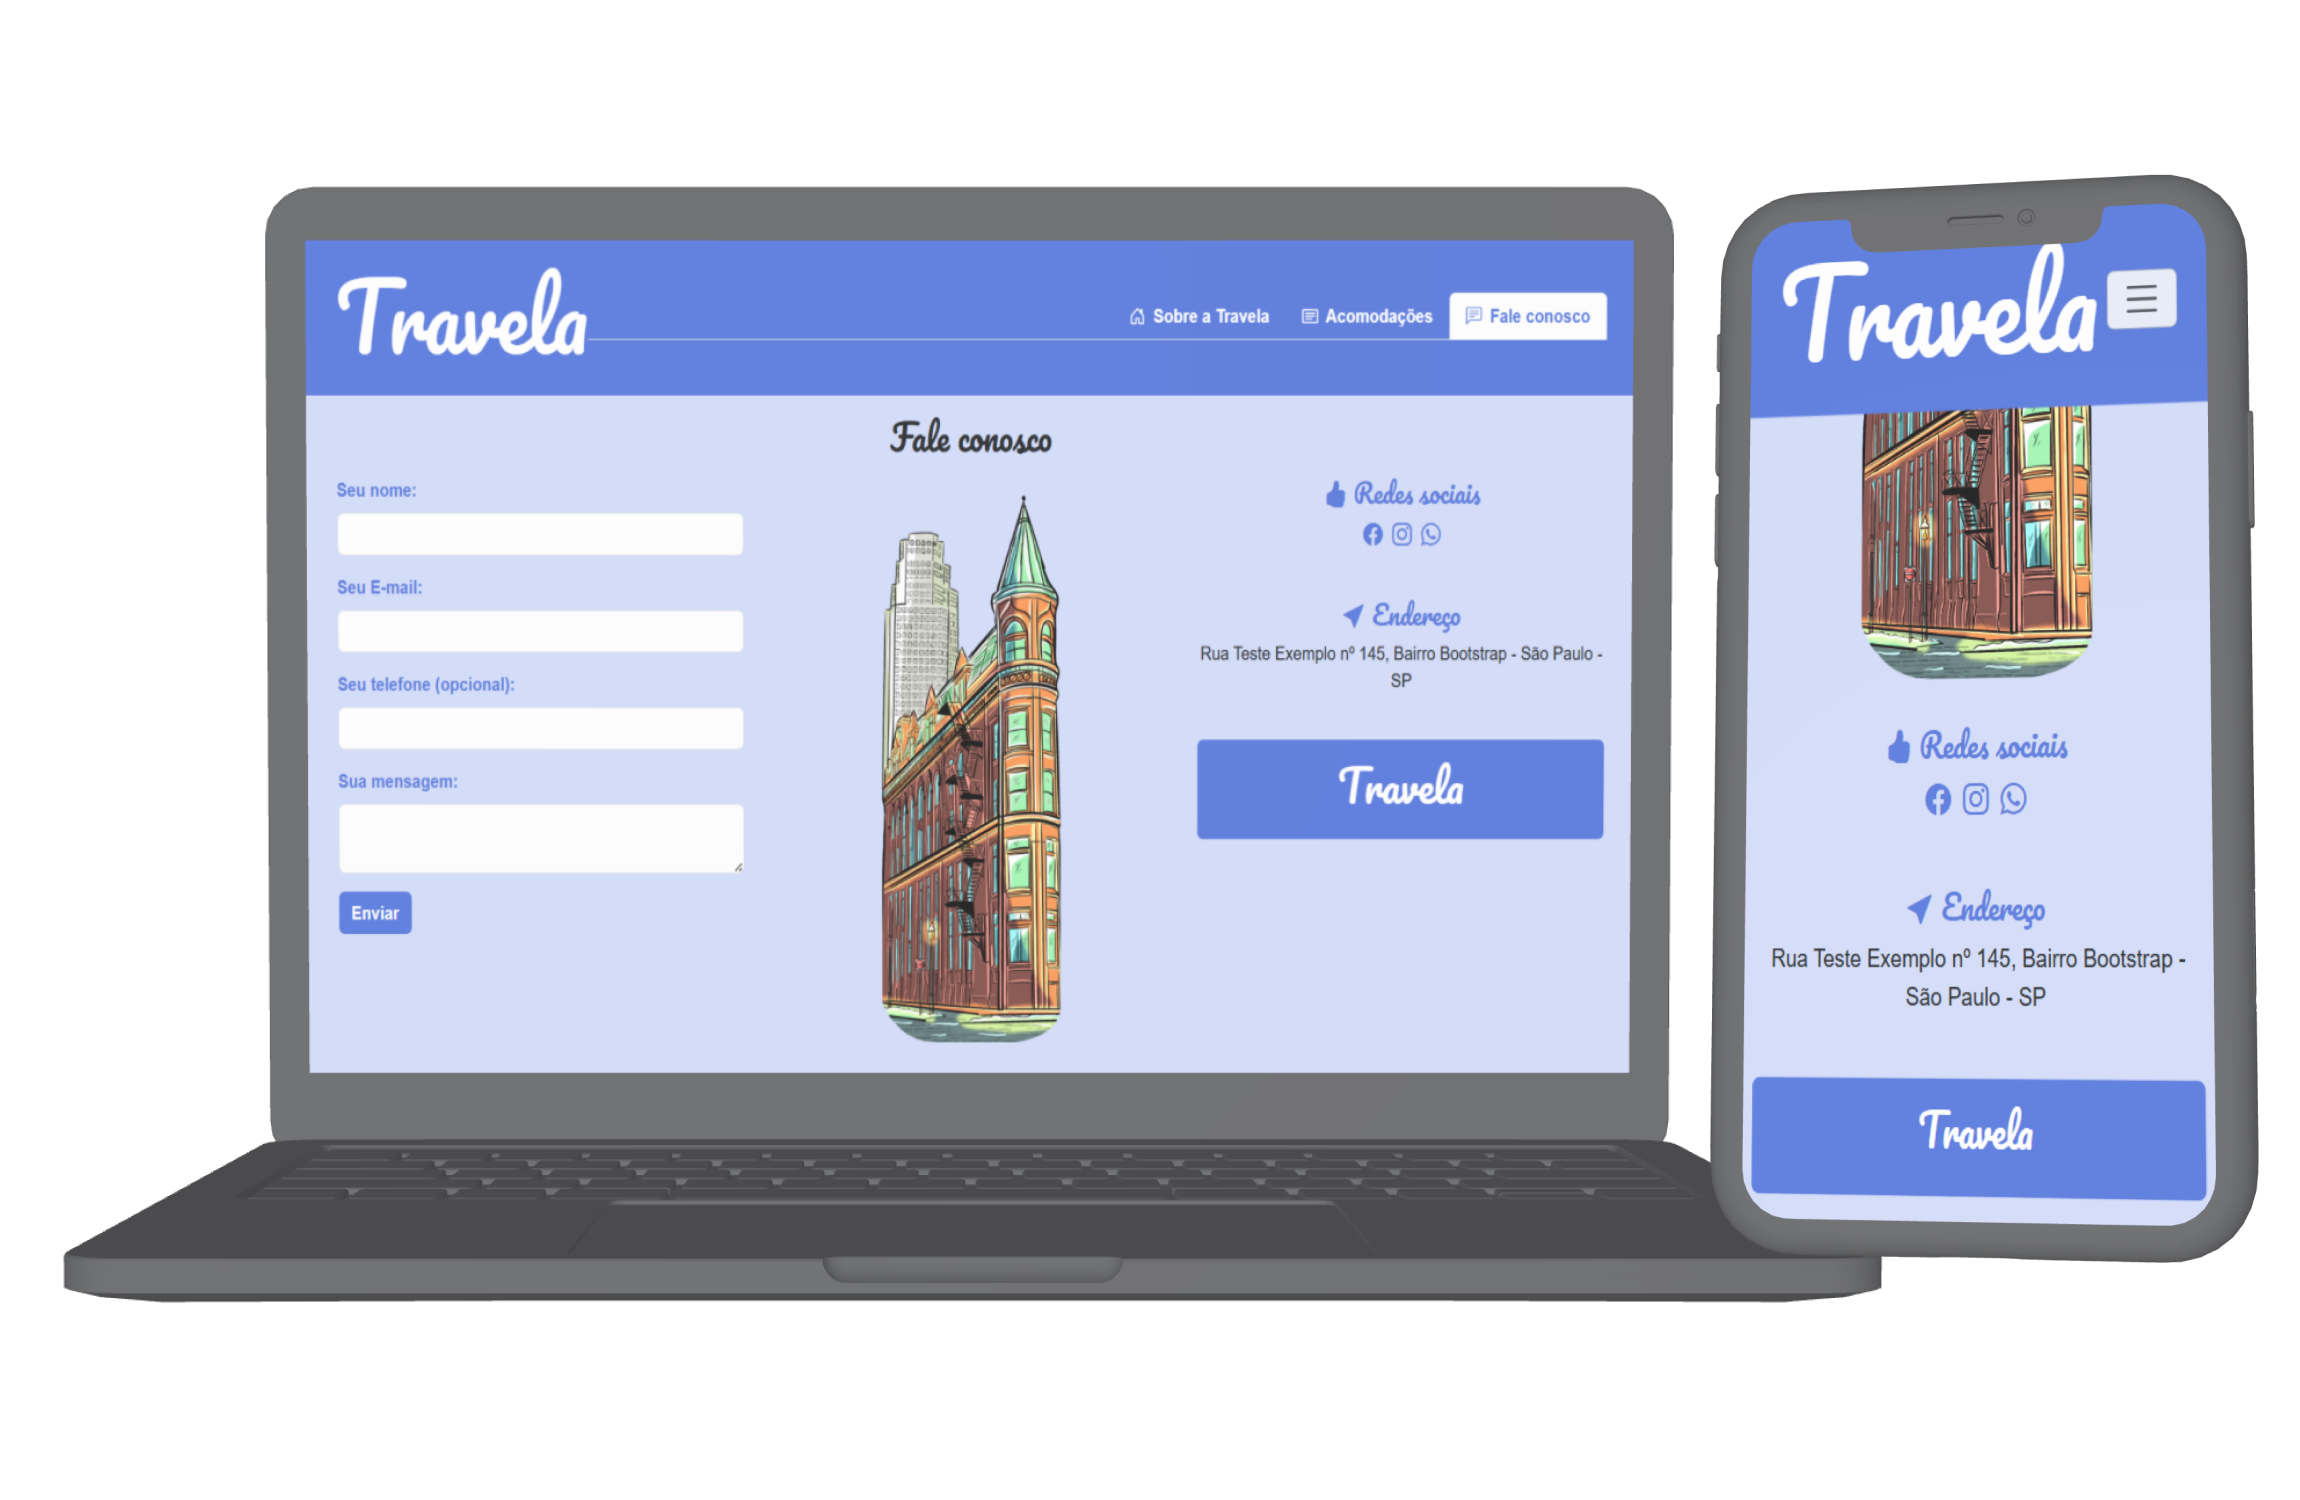 Travela
Sobre a Travela
Acomodações
Fale conosco
Fale conosco
Seu nome:
Seu E-mail:
Seu telefone (opcional):
Sua mensagem:
Enviar
Redes sociais
Endereço
Rua Teste Exemplo nº 145, Bairro Bootstrap - São Paulo -
SP
Travela
Travela
Redes sociais
Endereço
Rua Teste Exemplo nº 145, Bairro Bootstrap -
São Paulo - SP
Travela